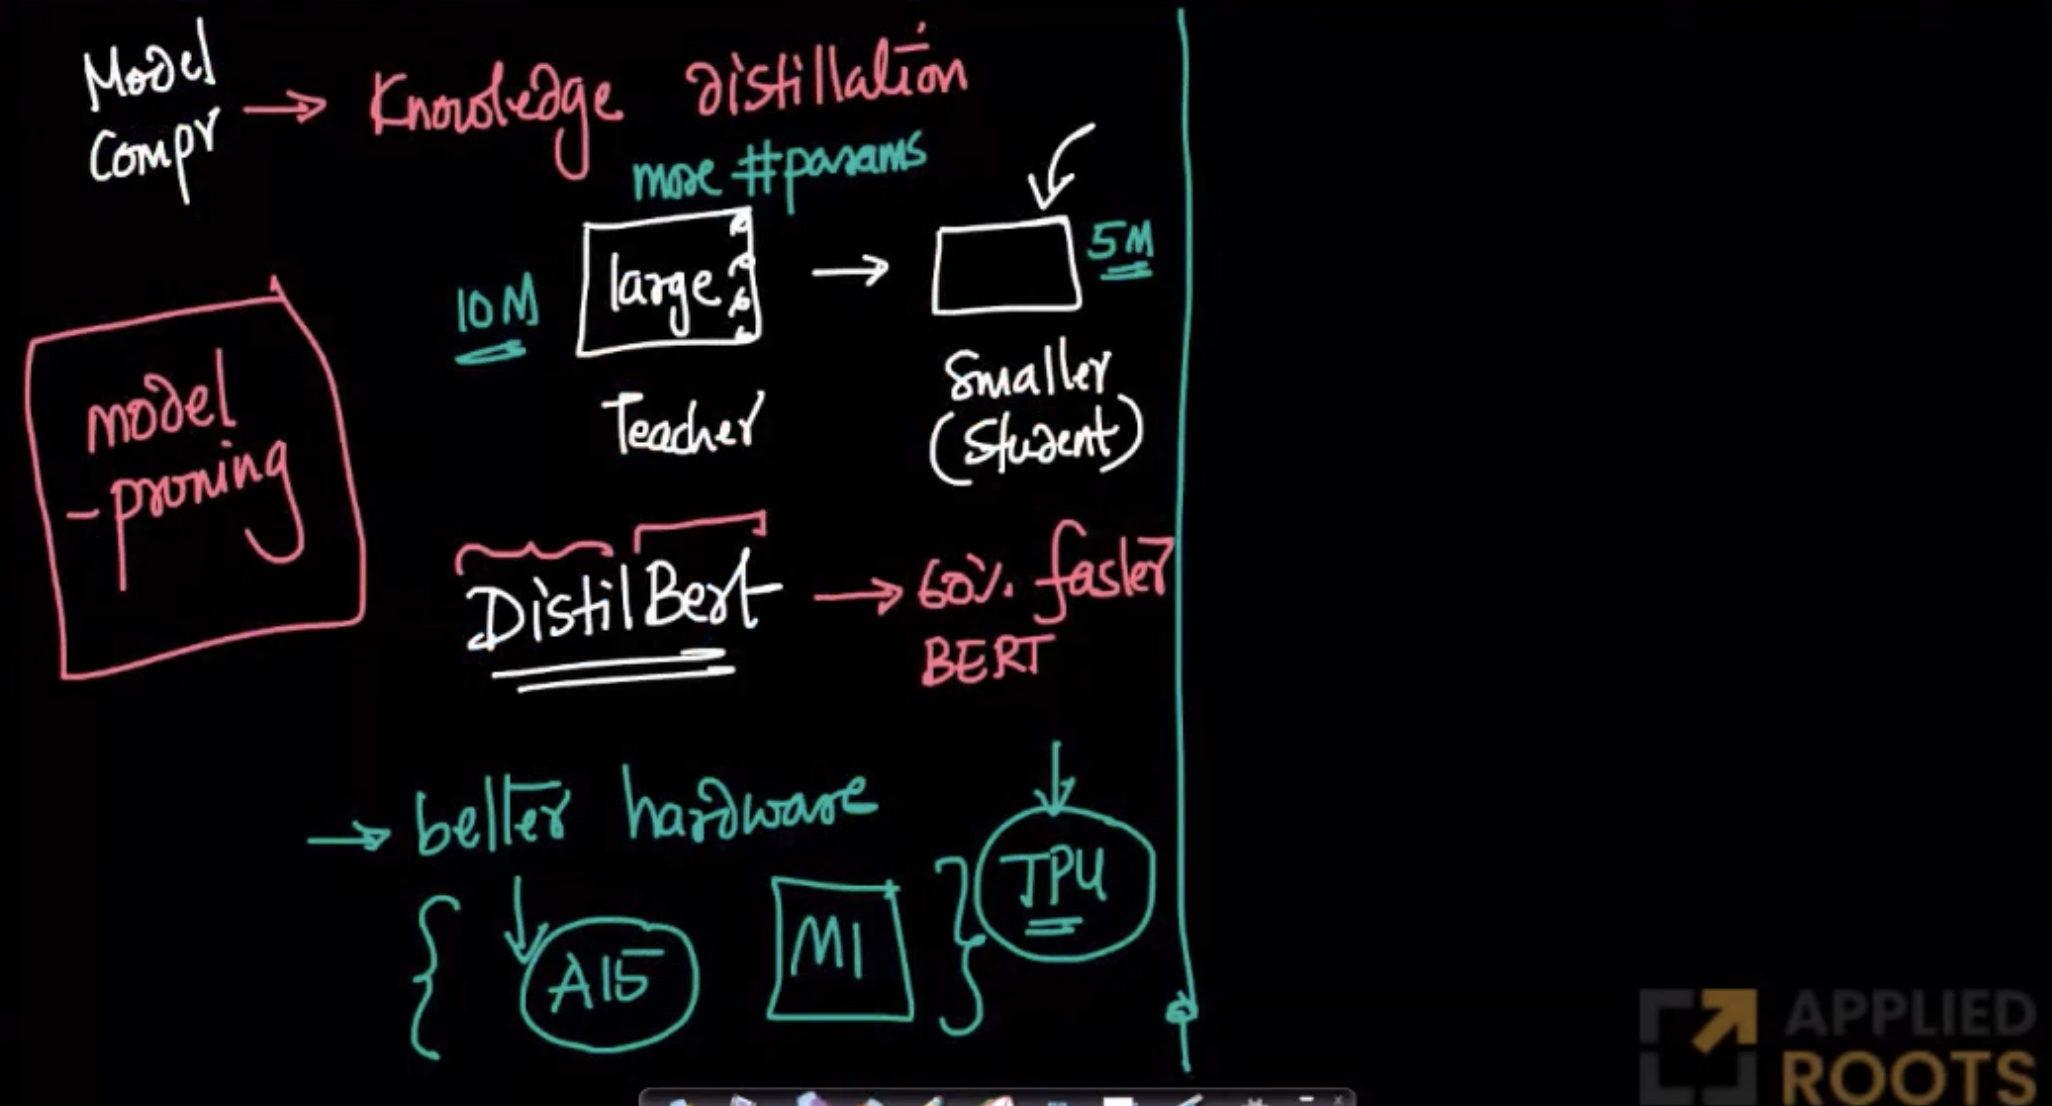 Model
Compr → Knowledge distillation
more #params
10M
large
→
5M
Teacher
Smaller
(Student)
model
-pruning
DistilBert → 60% faster
BERT
→ better hardware
A15
M1
TPU
APPLIED
ROOTS